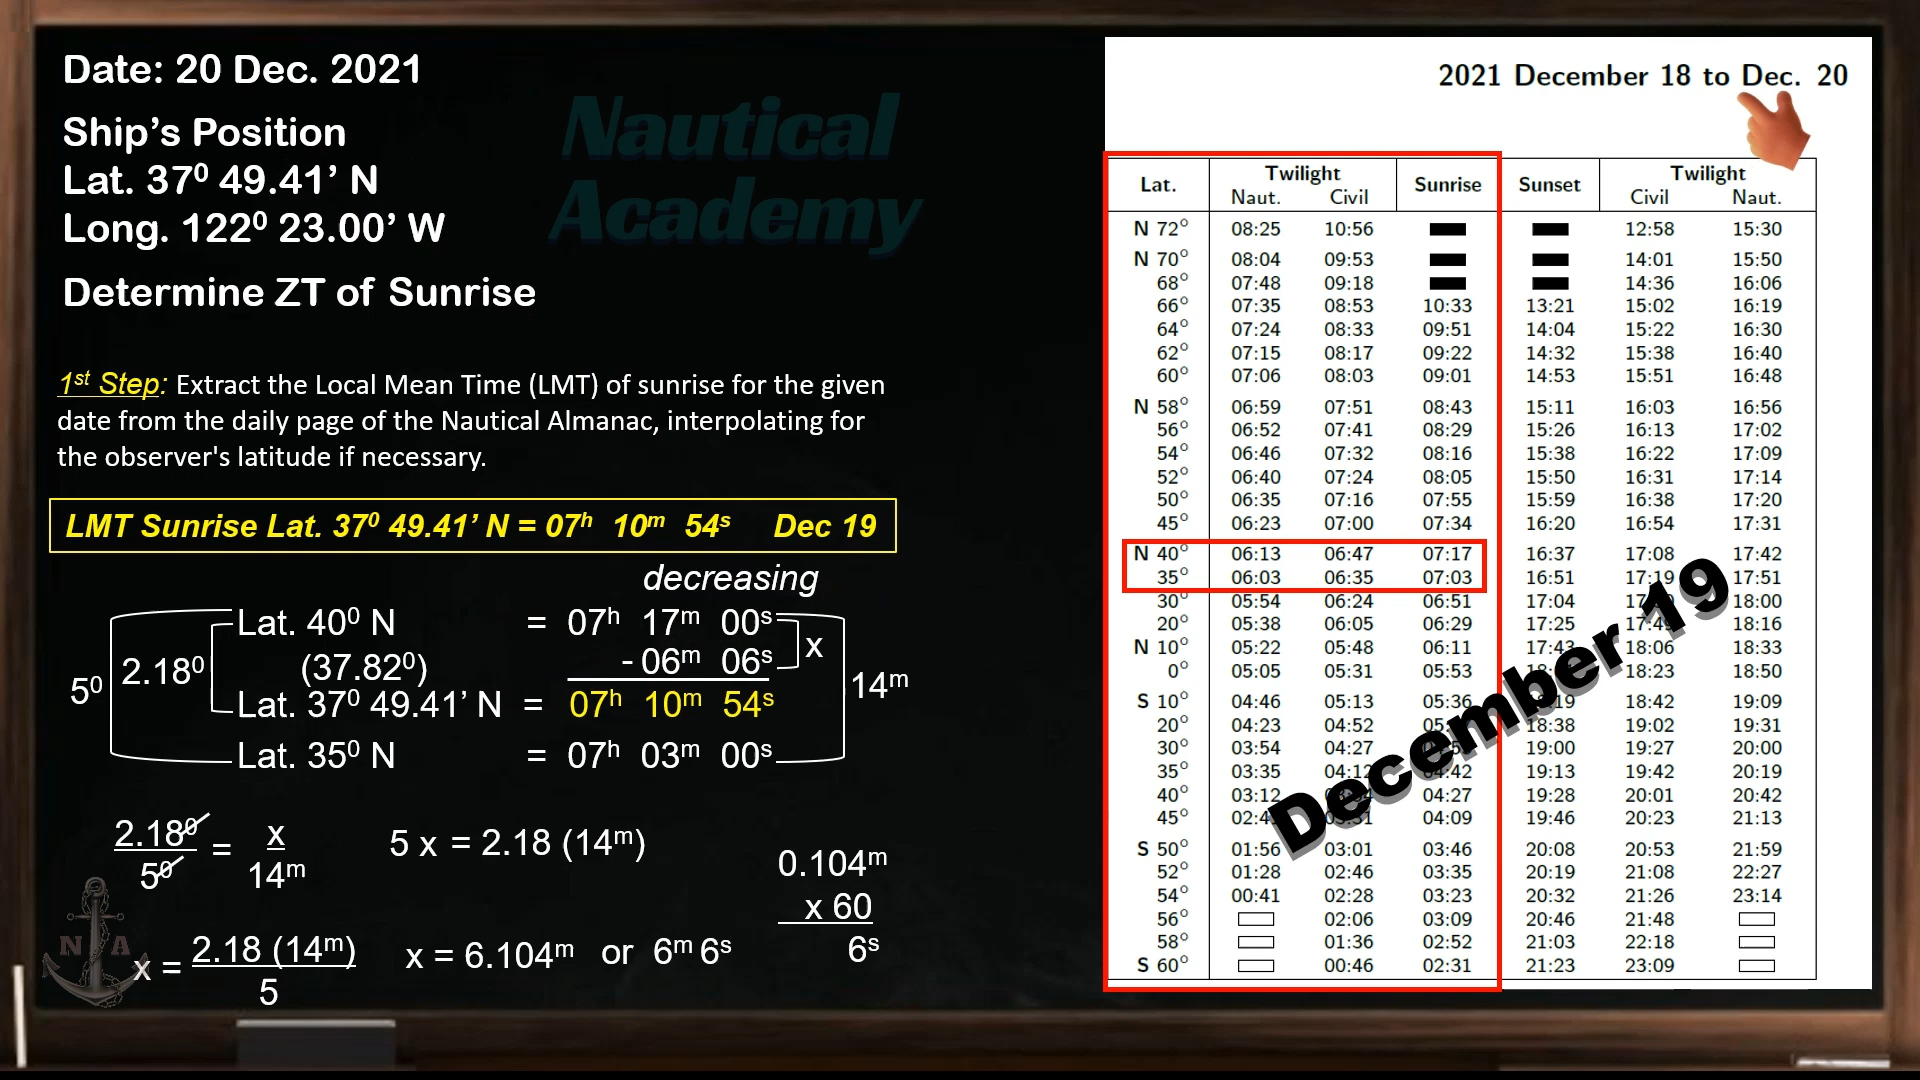 Date: 20 Dec. 2021
Ship's Position
Lat. 37⁰ 49.41' N
Long. 122⁰ 23.00' W
Determine ZT of Sunrise
Nautical
Academy
1st Step: Extract the Local Mean Time (LMT) of sunrise for the given
date from the daily page of the Nautical Almanac, interpolating for
the observer's latitude if necessary.
LMT Sunrise Lat. 37⁰ 49.41' N = 07ʰ 10ᵐ 54ˢ Dec 19
decreasing
Lat. 40⁰ N = 07ʰ 17ᵐ 00ˢ
(37.82⁰) - 06ᵐ 06ˢ x
5⁰ 2.18⁰ 14ᵐ
Lat. 37⁰ 49.41' N = 07ʰ 10ᵐ 54ˢ
Lat. 35⁰ N = 07ʰ 03ᵐ 00ˢ
2.18⁰ = x
5⁰ 14ᵐ
5 x = 2.18 (14ᵐ)
0.104ᵐ
x 60
6ˢ
x = 2.18 (14ᵐ)
5
x = 6.104ᵐ or 6ᵐ 6ˢ
N A
2021 December 18 to Dec. 20
Lat. Twilight Sunrise Sunset Twilight
Naut. Civil Civil Naut.
N 72° 08:25 10:56 12:58 15:30
N 70° 08:04 09:53 14:01 15:50
68° 07:48 09:18 14:36 16:06
66° 07:35 08:53 10:33 13:21 15:02 16:19
64° 07:24 08:33 09:51 14:04 15:22 16:30
62° 07:15 08:17 09:22 14:32 15:38 16:40
60° 07:06 08:03 09:01 14:53 15:51 16:48
N 58° 06:59 07:51 08:43 15:11 16:03 16:56
56° 06:52 07:41 08:29 15:26 16:13 17:02
54° 06:46 07:32 08:16 15:38 16:22 17:09
52° 06:40 07:24 08:05 15:50 16:31 17:14
50° 06:35 07:16 07:55 15:59 16:38 17:20
45° 06:23 07:00 07:34 16:20 16:54 17:31
N 40° 06:13 06:47 07:17 16:37 17:08 17:42
35° 06:03 06:35 07:03 16:51 17:19 17:51
30° 05:54 06:24 06:51 17:04 18:00
20° 05:38 06:05 06:29 17:25 18:16
N 10° 05:22 05:48 06:11 17:43 18:06 18:33
0° 05:05 05:31 05:53 18:23 18:50
S 10° 04:46 05:13 05:36 18:42 19:09
20° 04:23 04:52 18:38 19:02 19:31
30° 03:54 04:27 19:00 19:27 20:00
35° 03:35 04:12 04:42 19:13 19:42 20:19
40° 03:12 04:27 19:28 20:01 20:42
45° 04:09 19:46 20:23 21:13
S 50° 01:56 03:01 03:46 20:08 20:53 21:59
52° 01:28 02:46 03:35 20:19 21:08 22:27
54° 00:41 02:28 03:23 20:32 21:26 23:14
56° 02:06 03:09 20:46 21:48
58° 01:36 02:52 21:03 22:18
S 60° 00:46 02:31 21:23 23:09
December 19